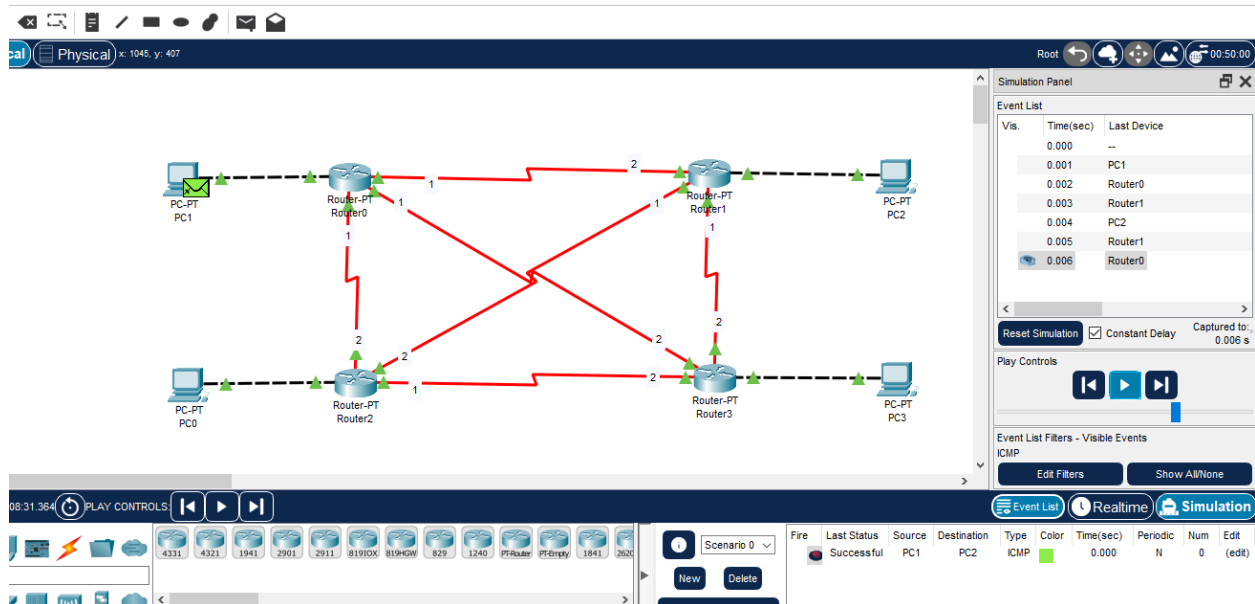 cal
Physical
x: 1045, y: 407
Root
00:50:00
Simulation Panel
Event List
Vis. Time(sec) Last Device
0.000 --
0.001 PC1
0.002 Router0
0.003 Router1
0.004 PC2
0.005 Router1
0.006 Router0
Reset Simulation
Constant Delay
Captured to:
0.006 s
Play Controls
Event List Filters - Visible Events
ICMP
Edit Filters
Show All/None
PC-PT
PC1
1
2
Router-PT
Router0
1
1
Router-PT
Router1
1
1
PC-PT
PC2
2
2
2
2
PC-PT
PC0
Router-PT
Router2
1
2
Router-PT
Router3
PC-PT
PC3
08:31.364
PLAY CONTROLS:
Event List
Realtime
Simulation
4331 4321 1941 2901 2911 819IOX 819HGW 829 1240 PT-Router PT-Empty 1841 262
Scenario 0
New
Delete
Fire Last Status Source Destination Type Color Time(sec) Periodic Num Edit
Successful PC1 PC2 ICMP 0.000 N 0 (edit)